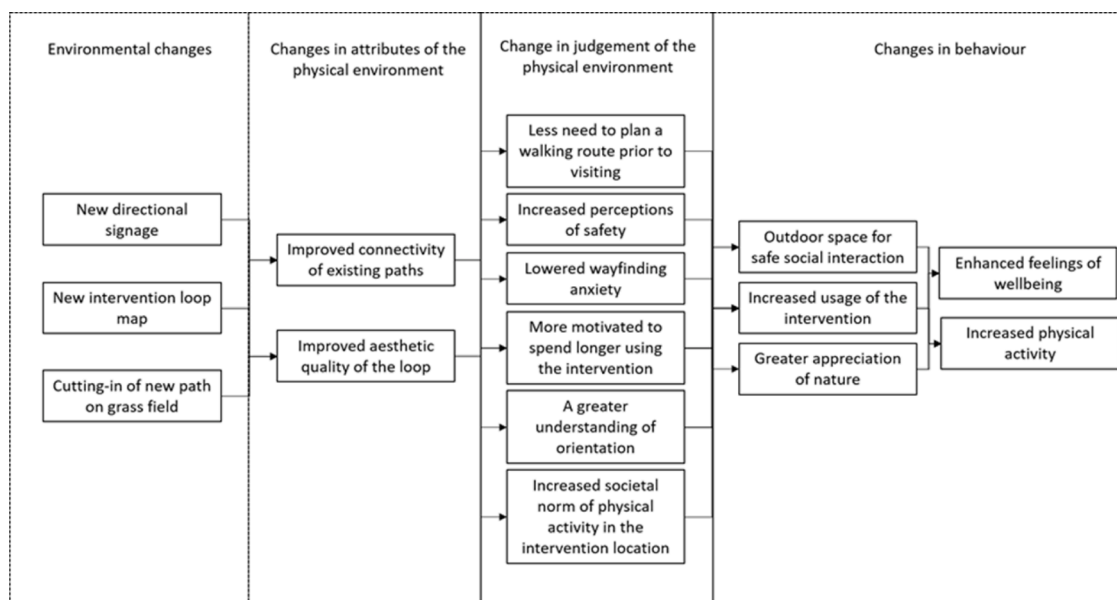 Environmental changes
Changes in attributes of the
physical environment
Change in judgement of the
physical environment
Changes in behaviour
New directional
signage
New intervention loop
map
Cutting-in of new path
on grass field
Improved connectivity
of existing paths
Improved aesthetic
quality of the loop
Less need to plan a
walking route prior to
visiting
Increased perceptions
of safety
Lowered wayfinding
anxiety
More motivated to
spend longer using
the intervention
A greater
understanding of
orientation
Increased societal
norm of physical
activity in the
intervention location
Outdoor space for
safe social interaction
Increased usage of the
intervention
Greater appreciation
of nature
Enhanced feelings of
wellbeing
Increased physical
activity